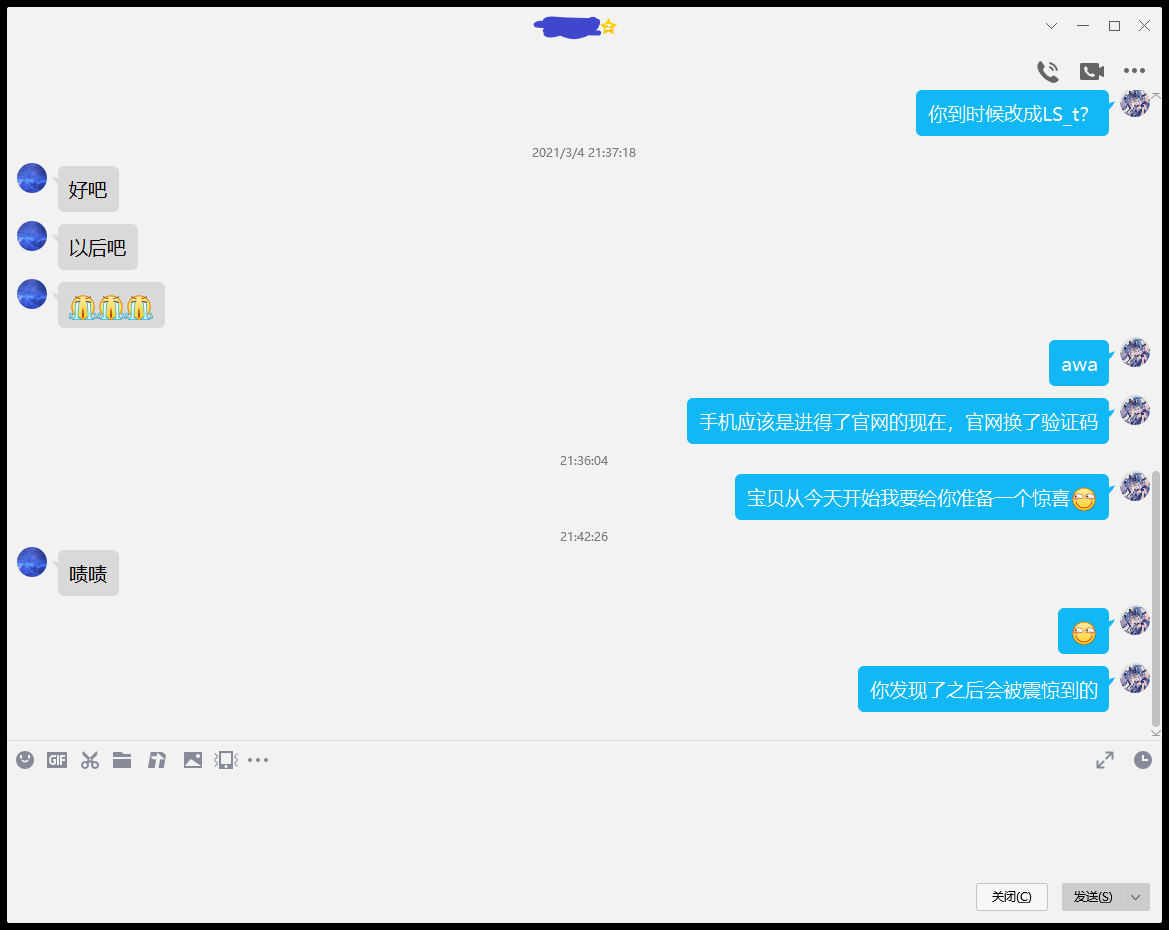 你到时候改成LS_t?
2021/3/4 21:37:18
好吧
以后吧
awa
手机应该是进得了官网的现在，官网换了验证码
21:36:04
宝贝从今天开始我要给你准备一个惊喜
21:42:26
啧啧
你发现了之后会被震惊到的
GIF
关闭(C)
发送(S)